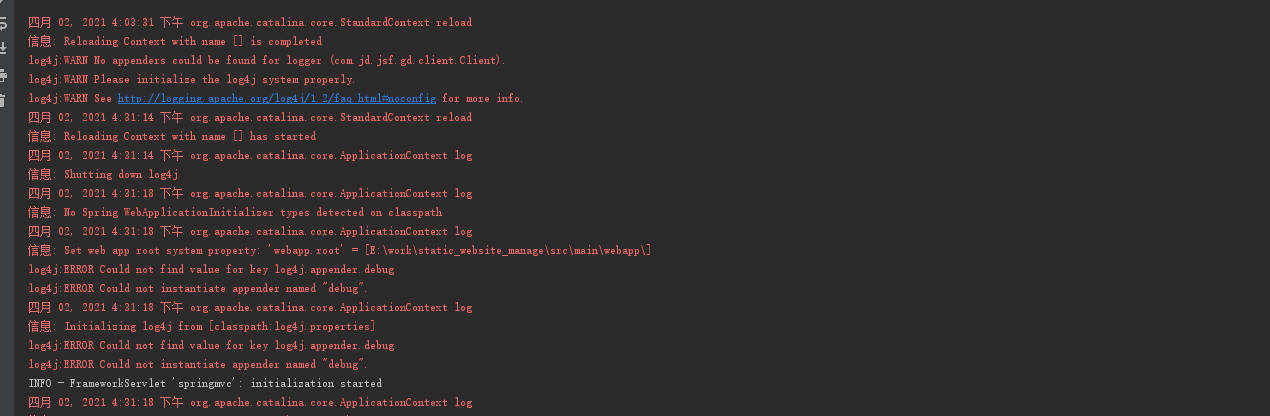 四月 02, 2021 4:03:31 下午 org.apache.catalina.core.StandardContext reload
信息: Reloading Context with name [] is completed
log4j:WARN No appenders could be found for logger (com.jd.jsf.gd.client.Client).
log4j:WARN Please initialize the log4j system properly.
log4j:WARN See http://logging.apache.org/log4j/1.2/faq.html#noconfig for more info.
四月 02, 2021 4:31:14 下午 org.apache.catalina.core.StandardContext reload
信息: Reloading Context with name [] has started
四月 02, 2021 4:31:14 下午 org.apache.catalina.core.ApplicationContext log
信息: Shutting down log4j
四月 02, 2021 4:31:18 下午 org.apache.catalina.core.ApplicationContext log
信息: No Spring WebApplicationInitializer types detected on classpath
四月 02, 2021 4:31:18 下午 org.apache.catalina.core.ApplicationContext log
信息: Set web app root system property: 'webapp.root' = [E:\work\static_website_manage\src\main\webapp\]
log4j:ERROR Could not find value for key log4j.appender.debug
log4j:ERROR Could not instantiate appender named "debug".
四月 02, 2021 4:31:18 下午 org.apache.catalina.core.ApplicationContext log
信息: Initializing log4j from [classpath:log4j.properties]
log4j:ERROR Could not find value for key log4j.appender.debug
log4j:ERROR Could not instantiate appender named "debug".
INFO - FrameworkServlet 'springmvc': initialization started
四月 02, 2021 4:31:18 下午 org.apache.catalina.core.ApplicationContext log